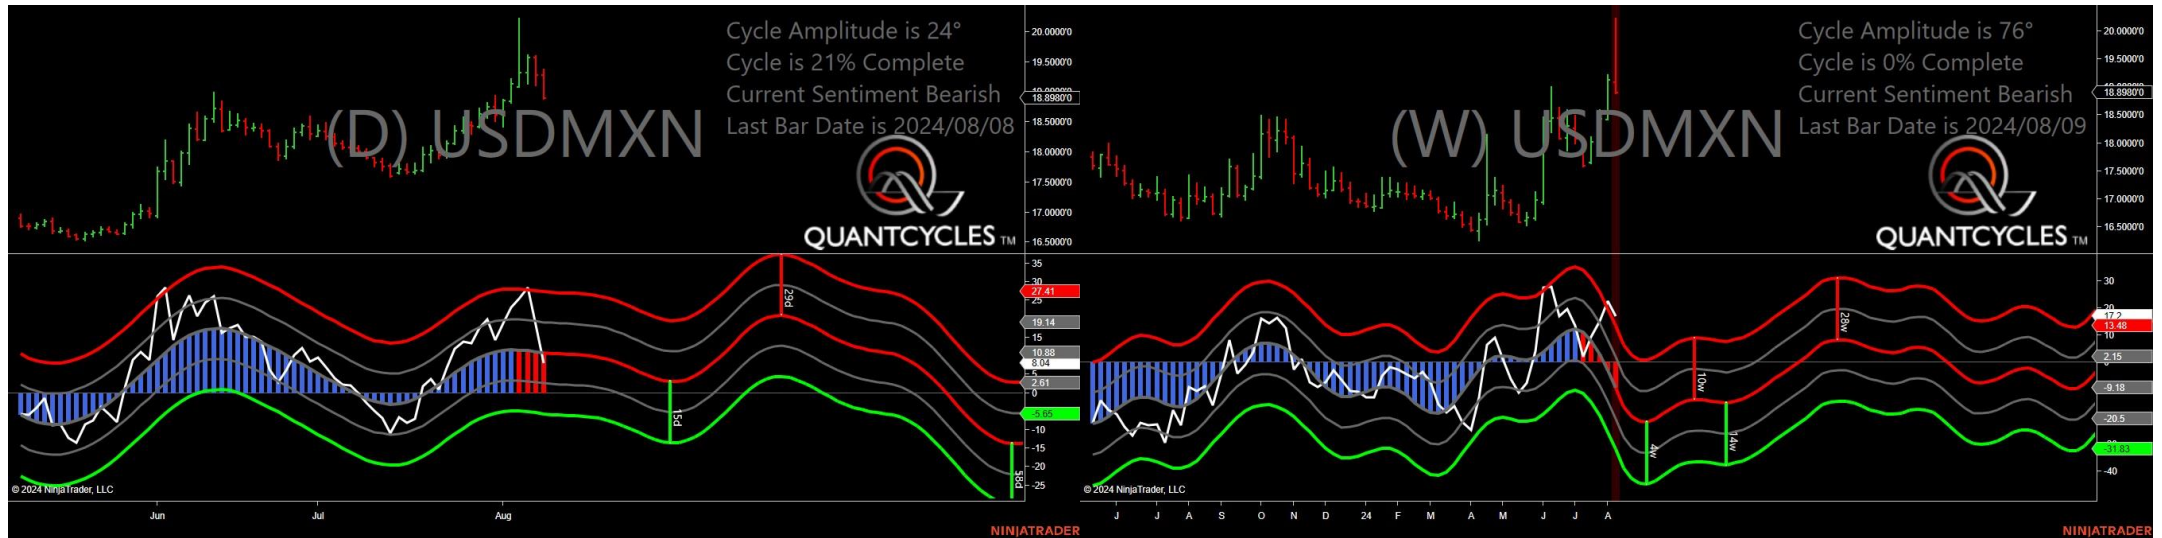 Cycle Amplitude is 24°
Cycle is 21% Complete
Current Sentiment Bearish
Last Bar Date is 2024/08/08
(D) USDMXN
QUANTCYCLES TM
20.0000'0
19.5000'0
18.8980'0
18.5000'0
18.0000'0
17.5000'0
17.0000'0
16.5000'0
35
30
27.41
25
19.14
15
10.88
8.04
5
2.61
0
-5.65
-10
-15
-20
-25
29d
15d
58d
© 2024 NinjaTrader, LLC
Jun
Jul
Aug
NINJATRADER
Cycle Amplitude is 76°
Cycle is 0% Complete
Current Sentiment Bearish
Last Bar Date is 2024/08/09
(W) USDMXN
QUANTCYCLES TM
20.0000'0
19.5000'0
19.0000'0
18.8980'0
18.5000'0
18.0000'0
17.5000'0
17.0000'0
16.5000'0
30
20
17.2
13.48
10
2.15
-9.18
-20.5
-31.83
-40
28w
10w
4w
14w
© 2024 NinjaTrader, LLC
J
J
A
S
O
N
D
24
F
M
A
M
J
J
A
NINJATRADER